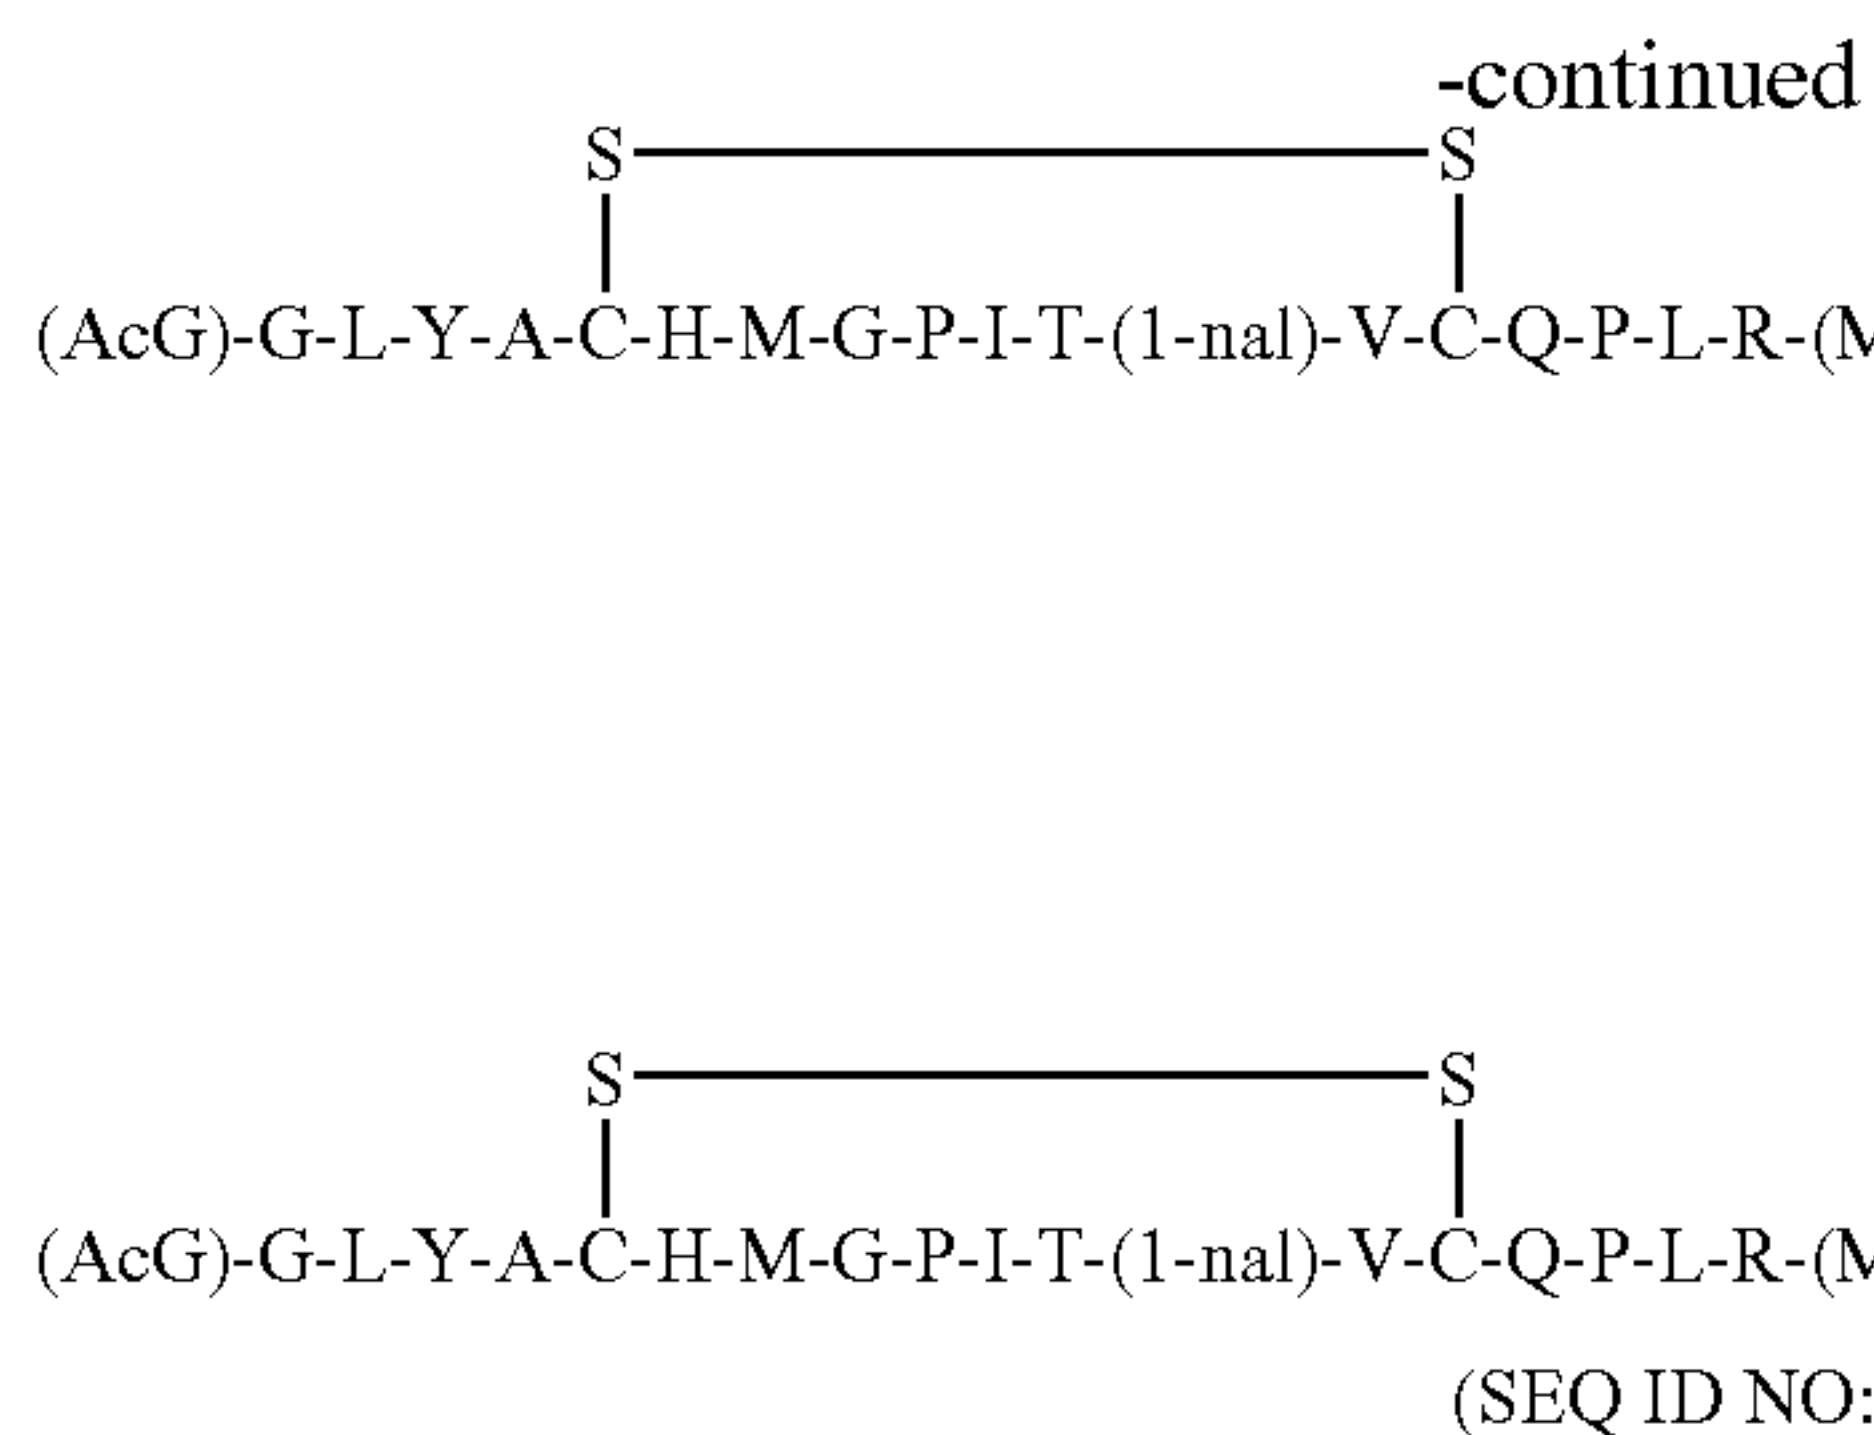 -continued
S S
(AcG)-G-L-Y-A-C-H-M-G-P-I-T-(1-nal)-V-C-Q-P-L-R-(M
S S
(AcG)-G-L-Y-A-C-H-M-G-P-I-T-(1-nal)-V-C-Q-P-L-R-(M
(SEQ ID NO: